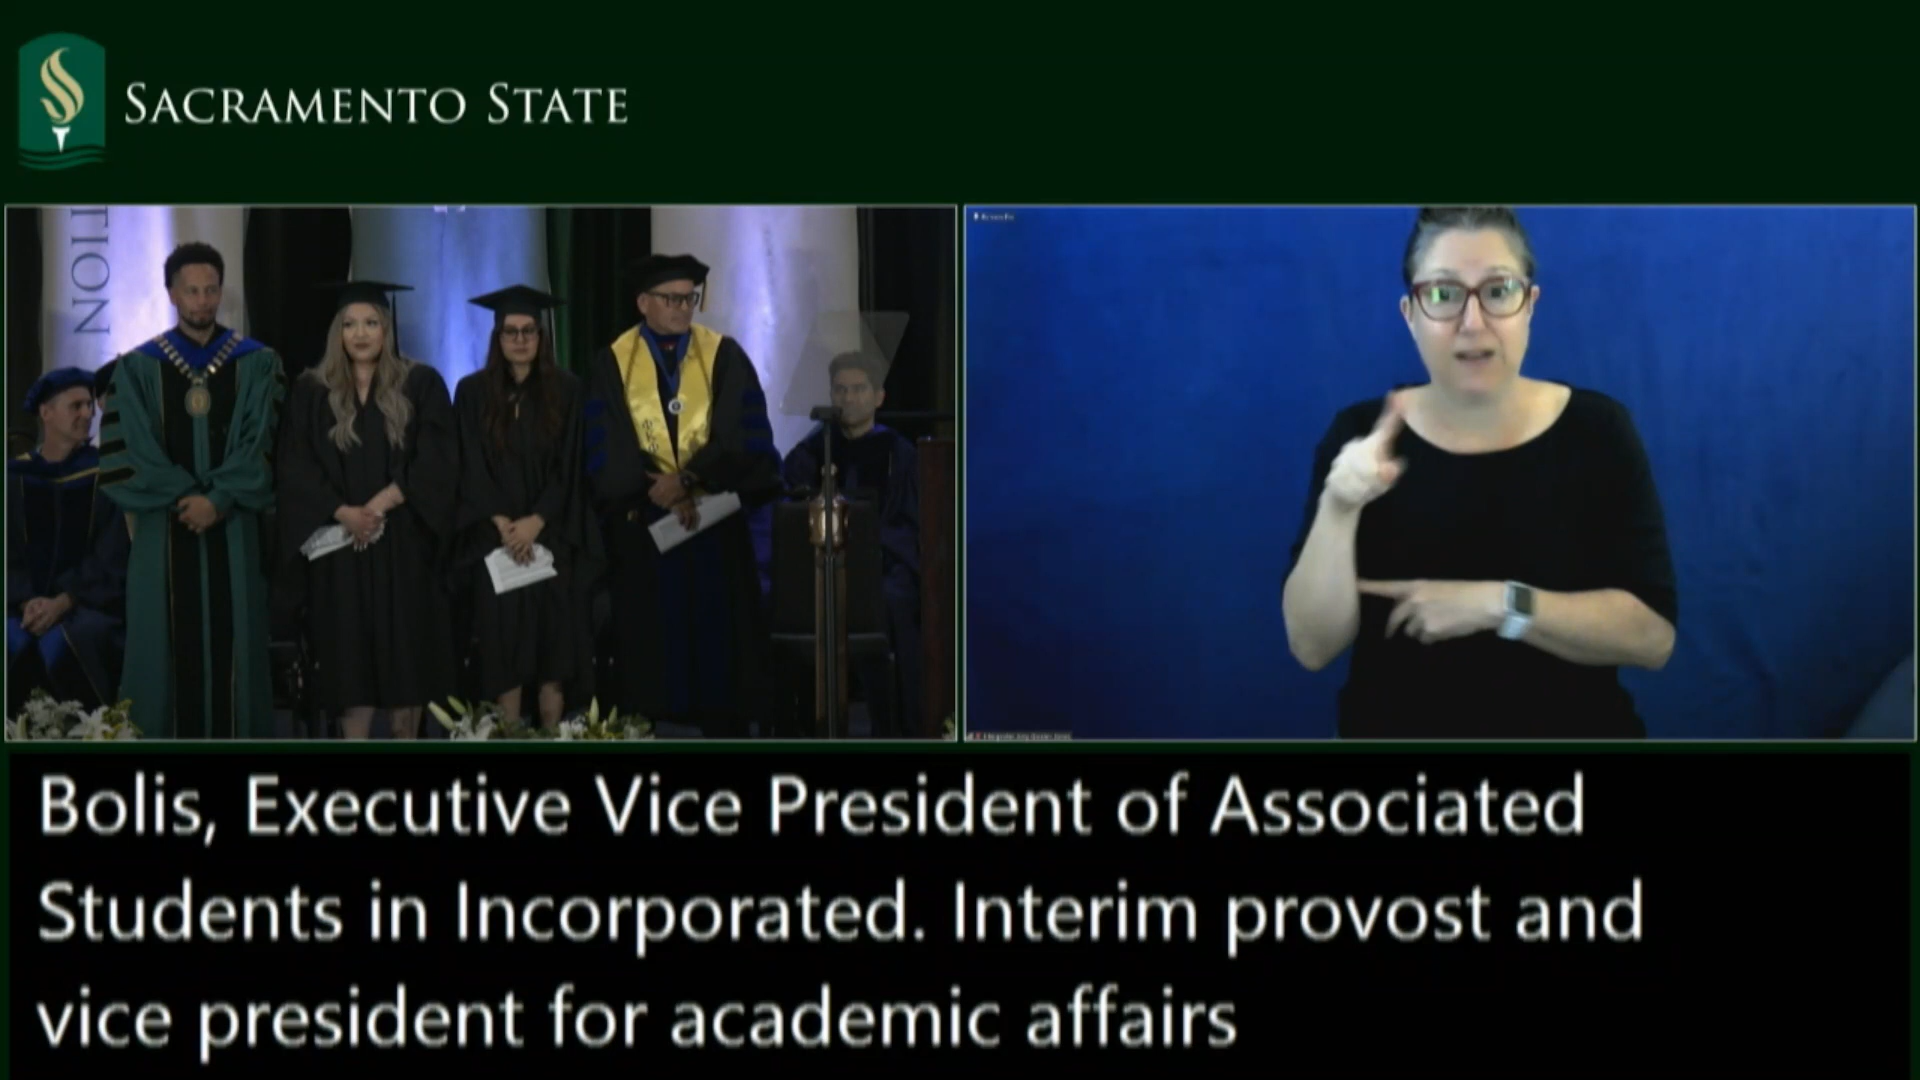 SACRAMENTO STATE
TION
Bolis, Executive Vice President of Associated
Students in Incorporated. Interim provost and
vice president for academic affairs